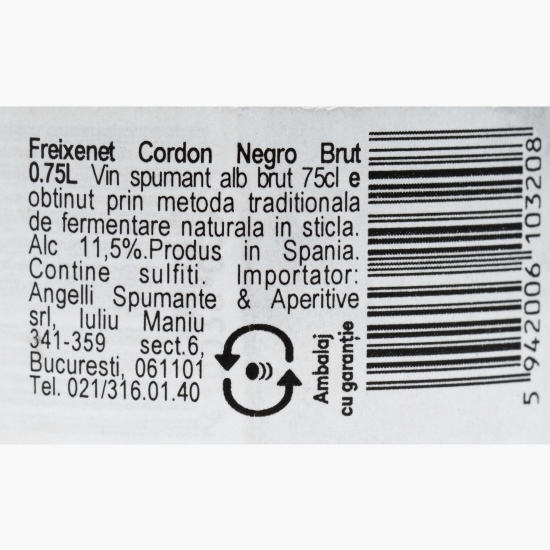 Freixenet Cordon Negro Brut
0.75L Vin spumant alb brut 75cl e
obtinut prin metoda traditionala
de fermentare naturala in sticla.
Alc 11,5%.Produs in Spania.
Contine sulfiti. Importator:
Angelli Spumante & Aperitive
srl, Iuliu Maniu
341-359 sect.6,
Bucuresti, 061101
Tel. 021/316.01.40
Ambalaj
cu garanție
5 942006 103208